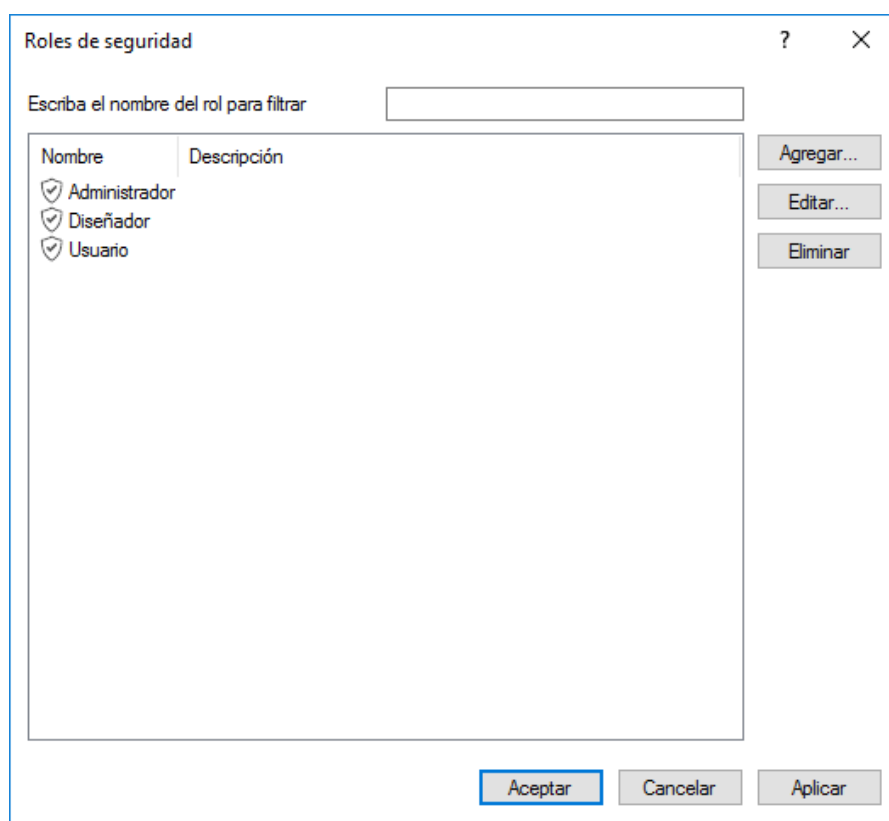 Roles de seguridad
?
Escriba el nombre del rol para filtrar
Nombre Descripción
Administrador
Diseñador
Usuario
Agregar...
Editar...
Eliminar
Aceptar Cancelar Aplicar